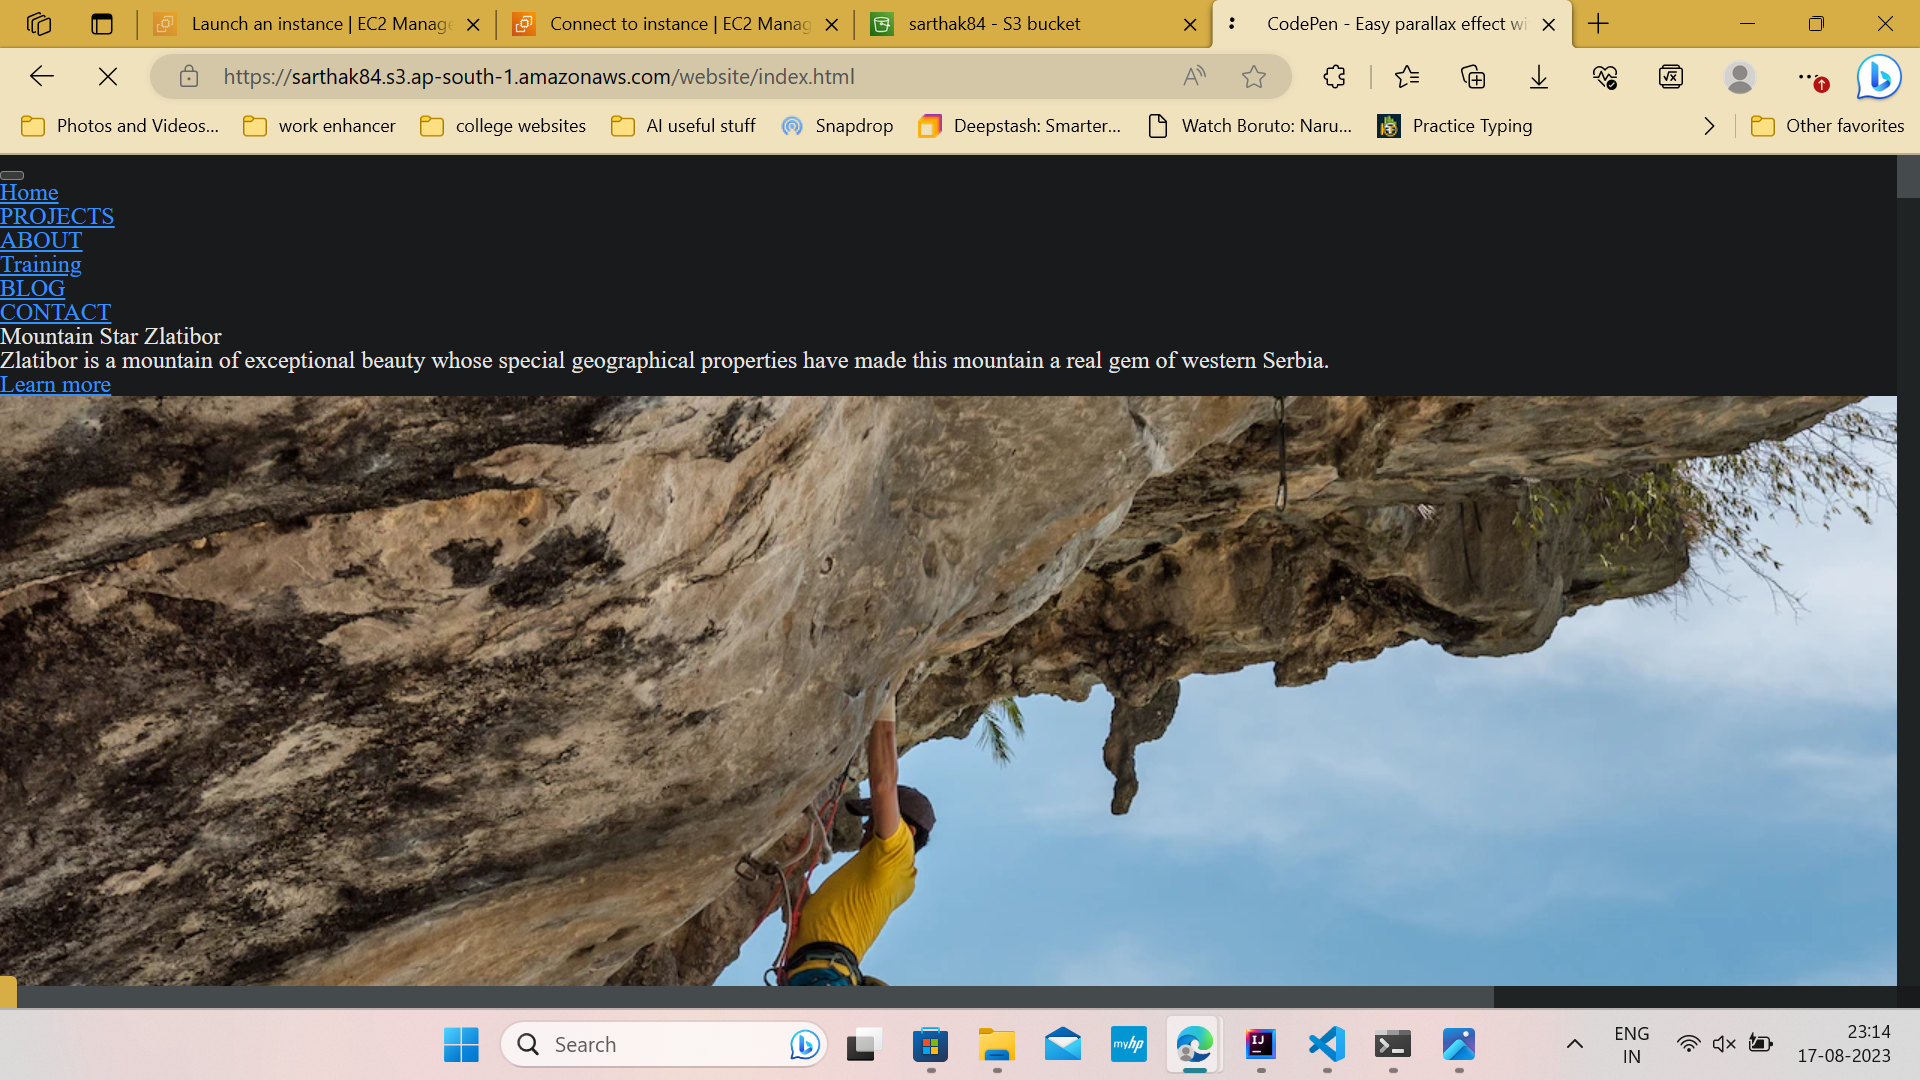 Launch an instance | EC2 Manage
Connect to instance | EC2 Manag
sarthak84 - S3 bucket
CodePen - Easy parallax effect wi
https://sarthak84.s3.ap-south-1.amazonaws.com/website/index.html
Photos and Videos...
work enhancer
college websites
AI useful stuff
Snapdrop
Deepstash: Smarter...
Watch Boruto: Naru...
Practice Typing
Other favorites
Home
PROJECTS
ABOUT
Training
BLOG
CONTACT
Mountain Star Zlatibor
Zlatibor is a mountain of exceptional beauty whose special geographical properties have made this mountain a real gem of western Serbia.
Learn more
Search
myhp
IJ
ENG
IN
23:14
17-08-2023